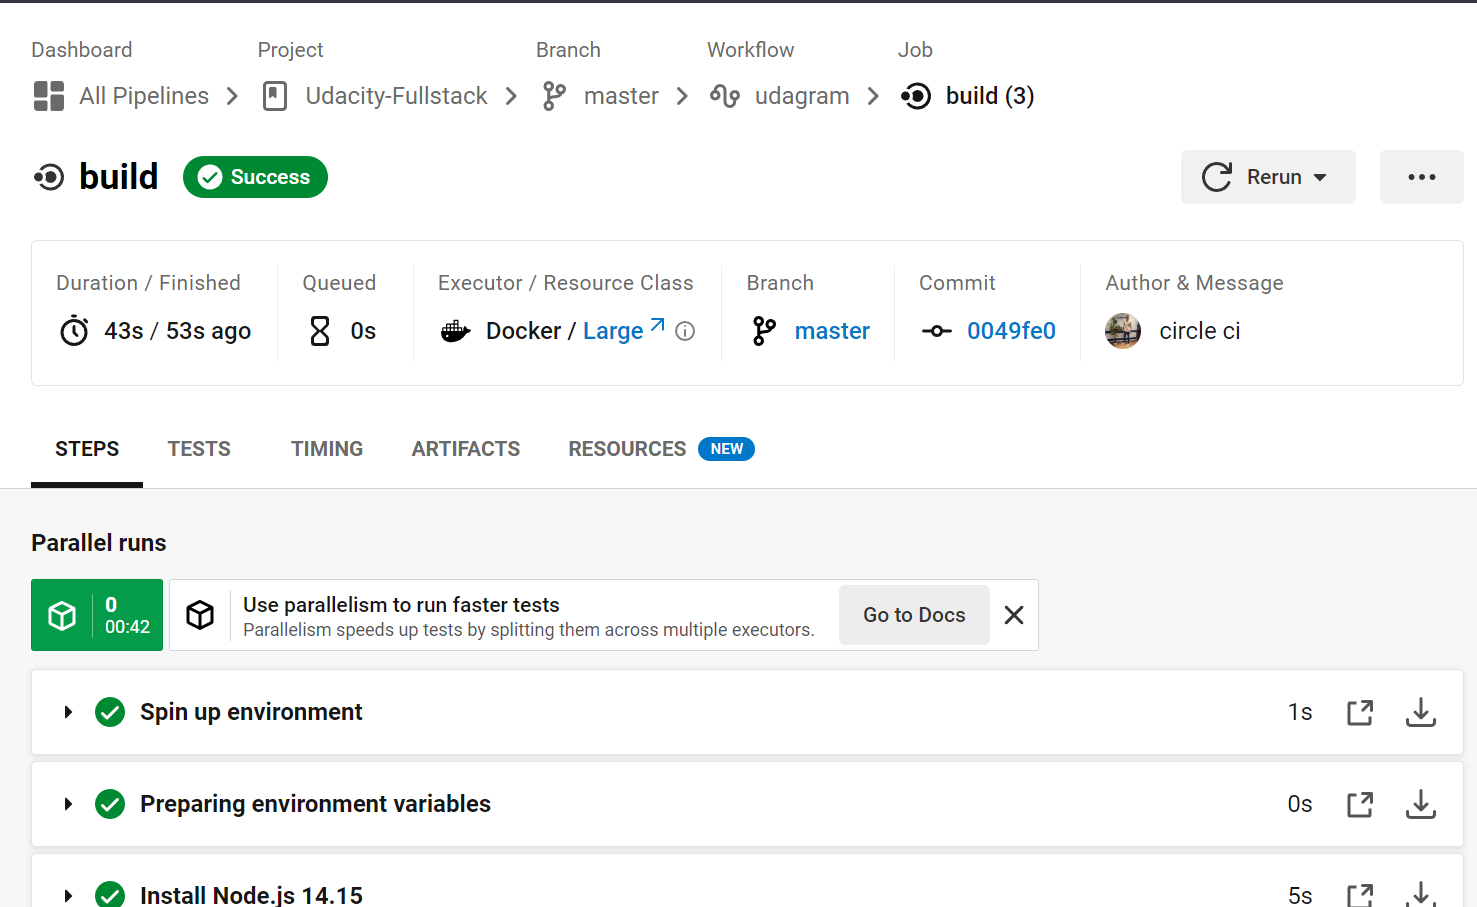 Dashboard Project Branch Workflow Job
All Pipelines Udacity-Fullstack master udagram build (3)
build Success Rerun
Duration / Finished Queued Executor / Resource Class Branch Commit Author & Message
43s / 53s ago 0s Docker / Large master 0049fe0 circle ci
STEPS TESTS TIMING ARTIFACTS RESOURCES NEW
Parallel runs
0
00:42
Use parallelism to run faster tests
Parallelism speeds up tests by splitting them across multiple executors.
Go to Docs
Spin up environment 1s
Preparing environment variables 0s
Install Node.js 14.15 5s